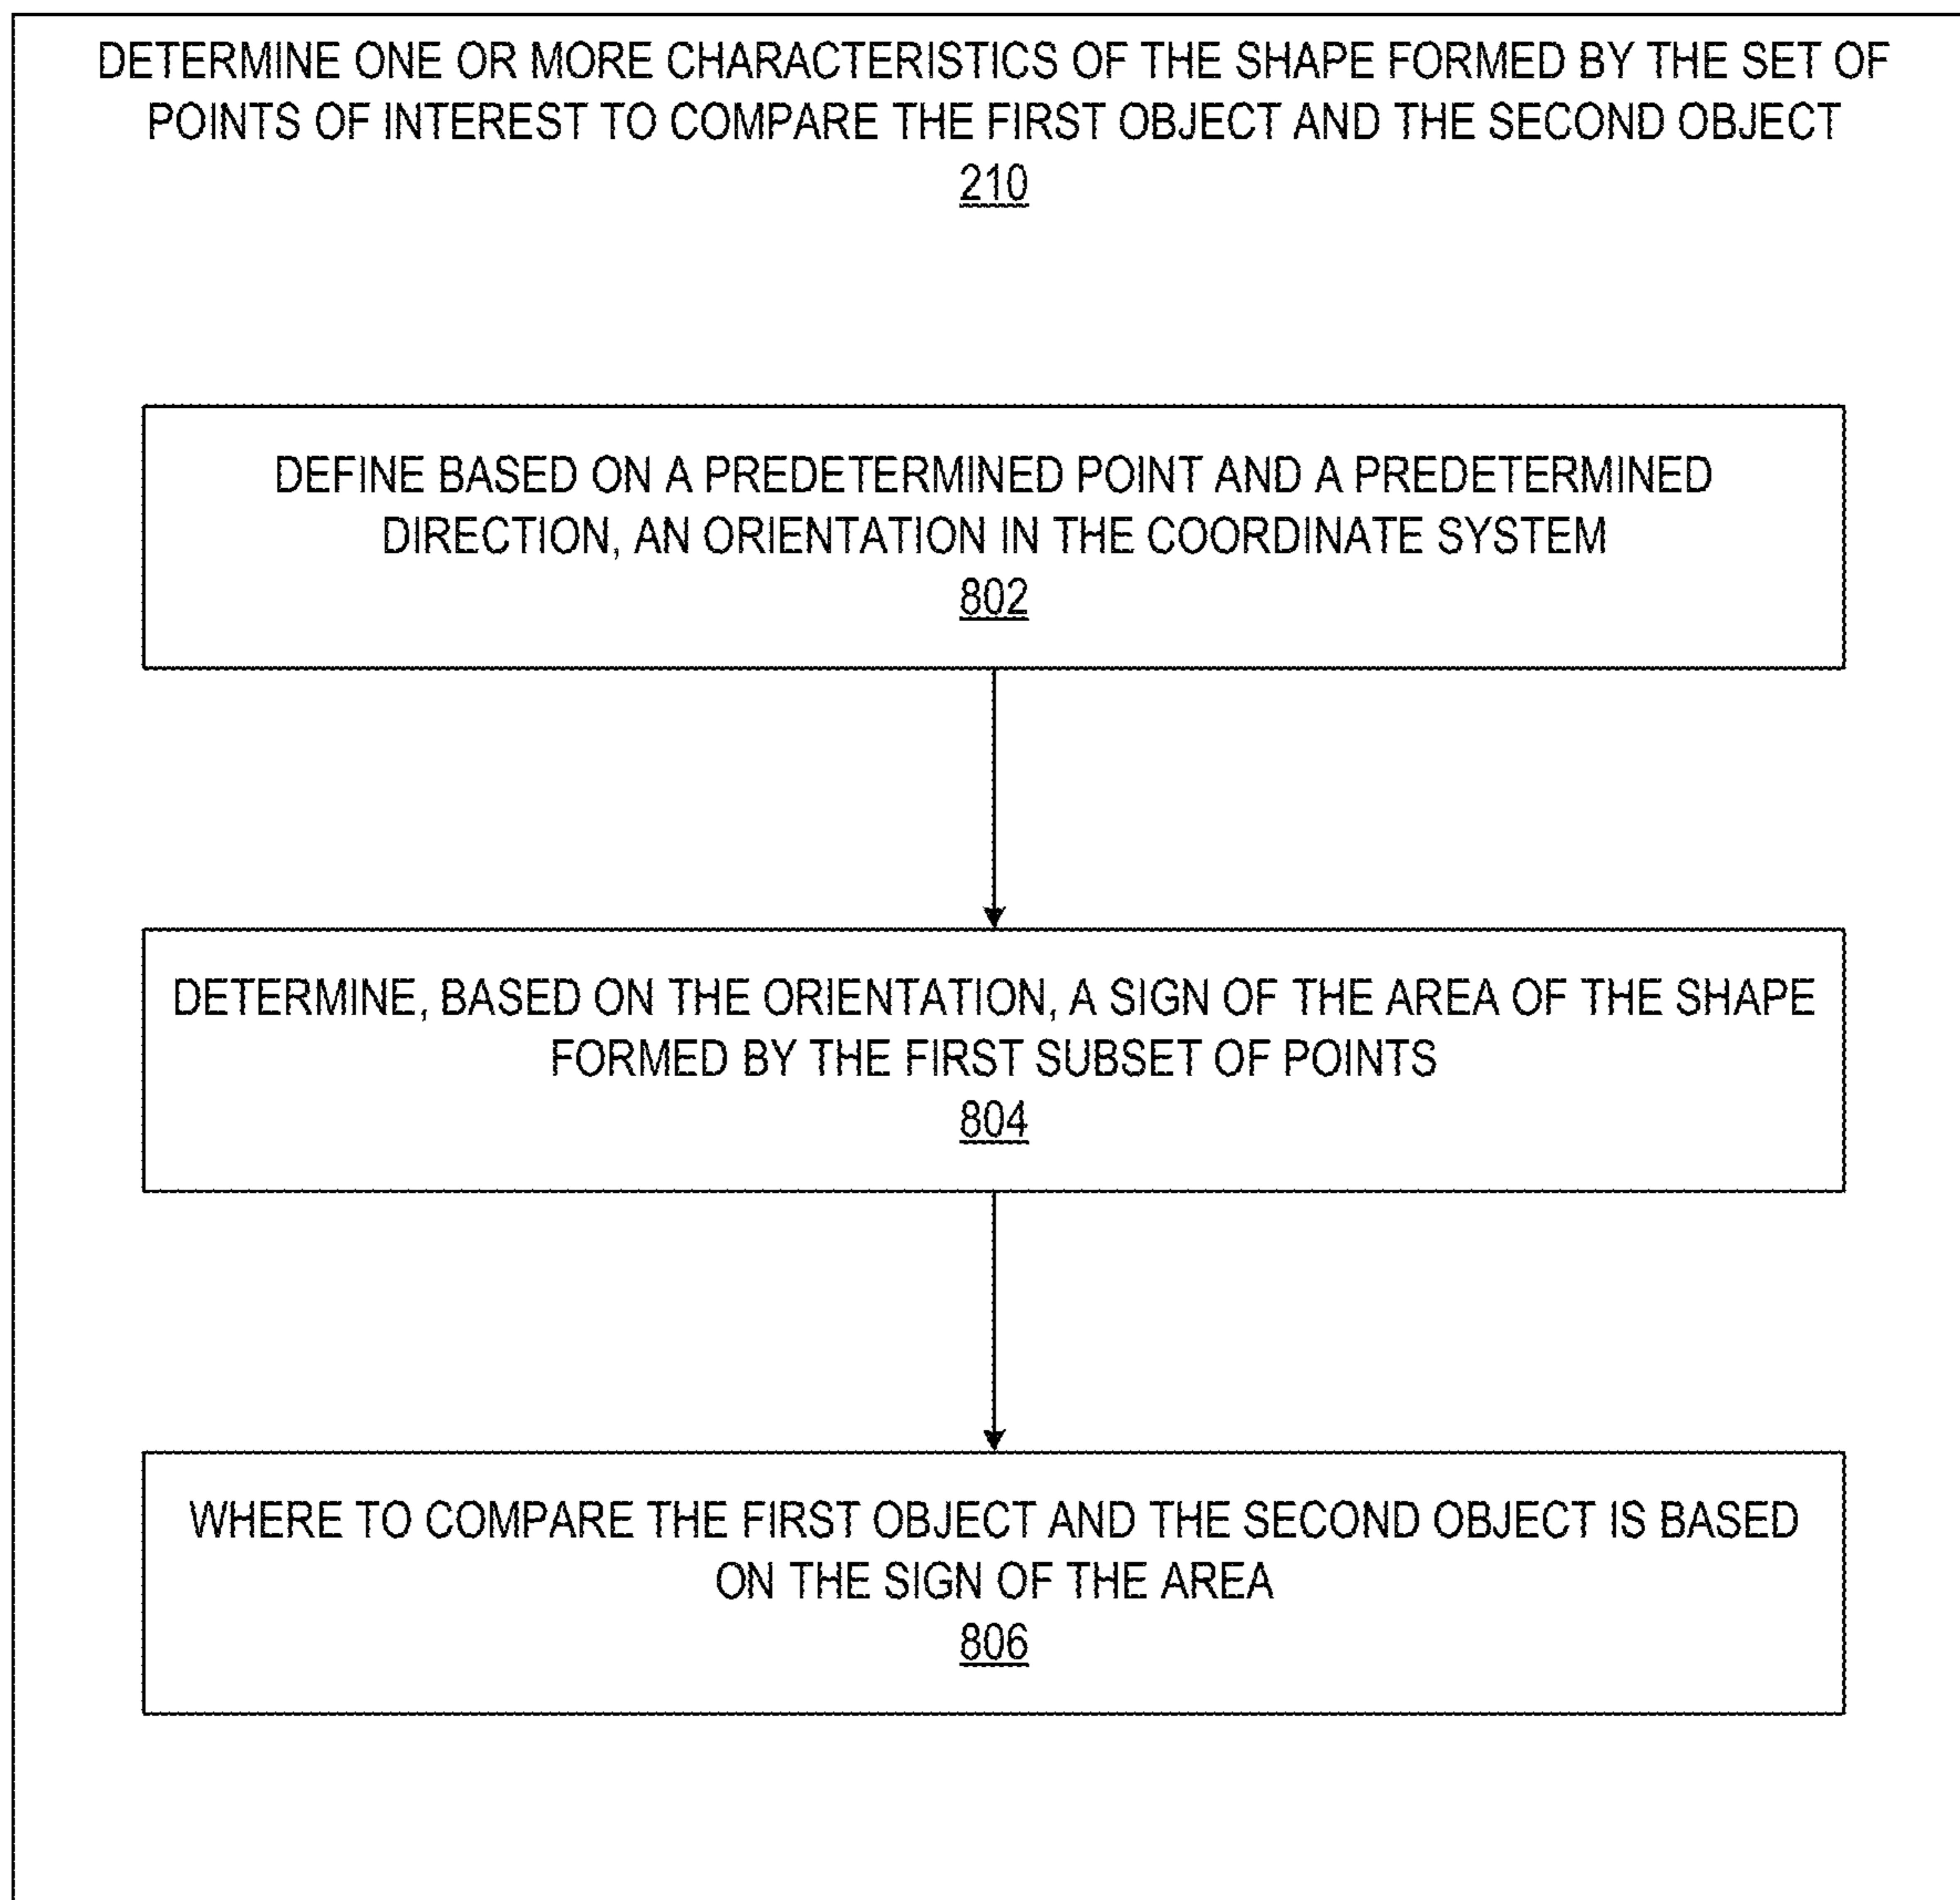 DETERMINE ONE OR MORE CHARACTERISTICS OF THE SHAPE FORMED BY THE SET OF
POINTS OF INTEREST TO COMPARE THE FIRST OBJECT AND THE SECOND OBJECT
210
DEFINE BASED ON A PREDETERMINED POINT AND A PREDETERMINED
DIRECTION, AN ORIENTATION IN THE COORDINATE SYSTEM
802
DETERMINE, BASED ON THE ORIENTATION, A SIGN OF THE AREA OF THE SHAPE
FORMED BY THE FIRST SUBSET OF POINTS
804
WHERE TO COMPARE THE FIRST OBJECT AND THE SECOND OBJECT IS BASED
ON THE SIGN OF THE AREA
806